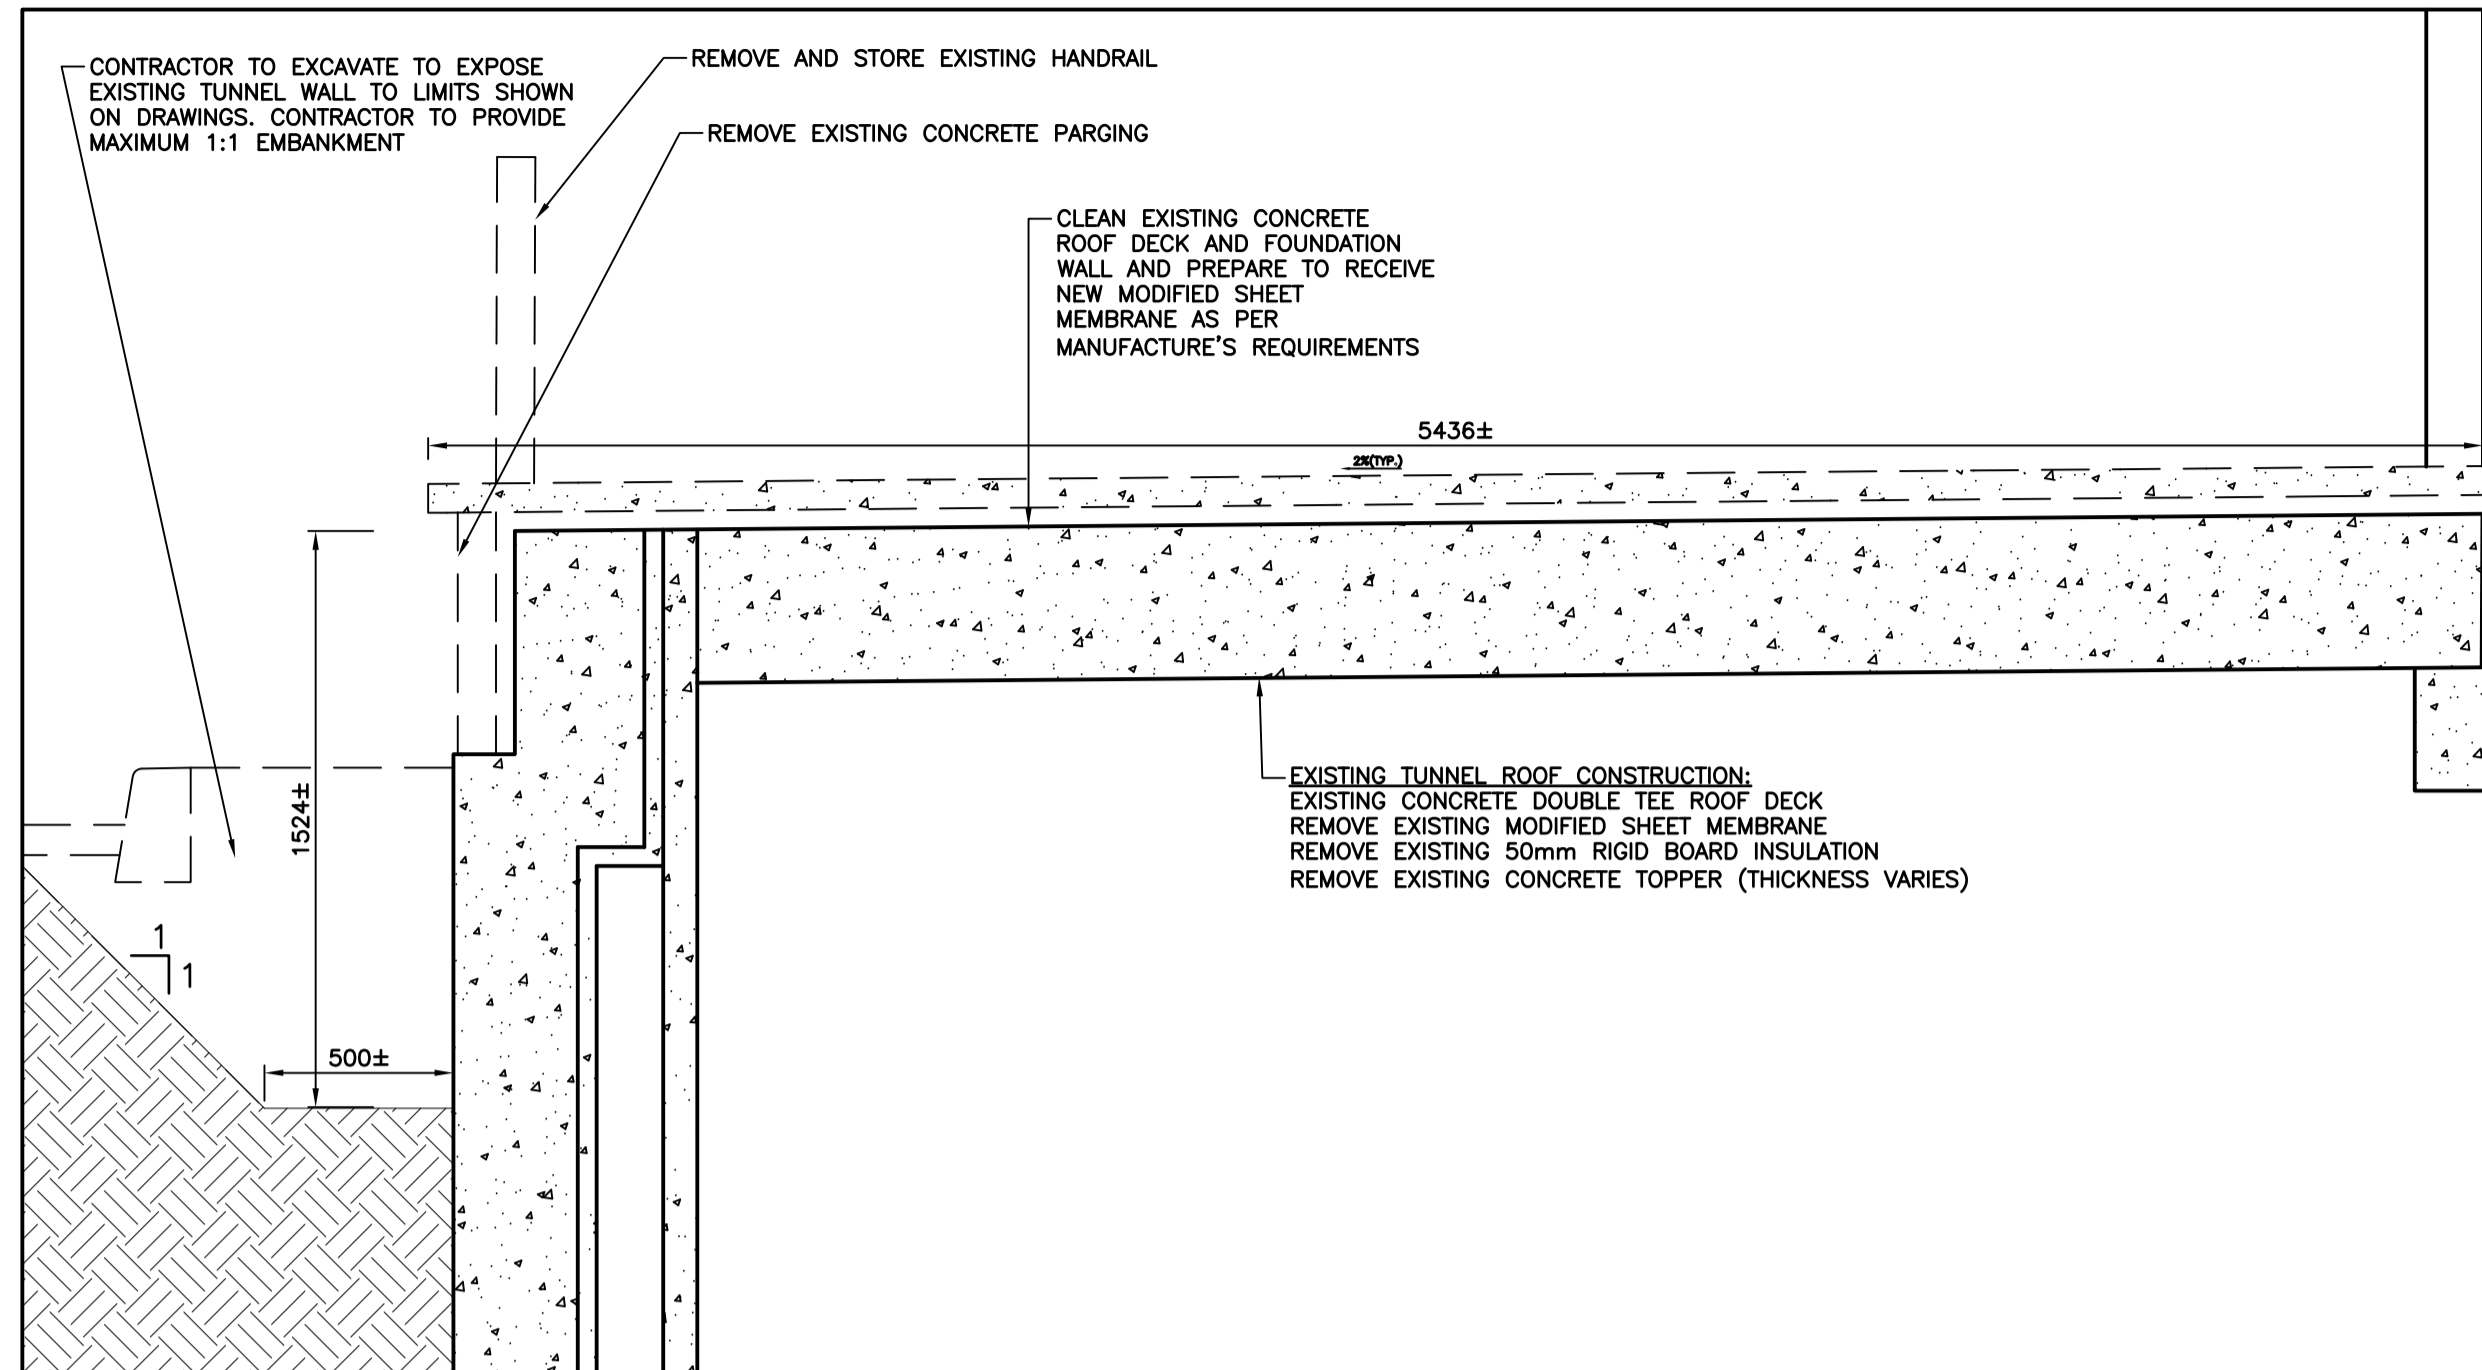 CONTRACTOR TO EXCAVATE TO EXPOSE
EXISTING TUNNEL WALL TO LIMITS SHOWN
ON DRAWINGS. CONTRACTOR TO PROVIDE
MAXIMUM 1:1 EMBANKMENT
REMOVE AND STORE EXISTING HANDRAIL
REMOVE EXISTING CONCRETE PARGING
CLEAN EXISTING CONCRETE
ROOF DECK AND FOUNDATION
WALL AND PREPARE TO RECEIVE
NEW MODIFIED SHEET
MEMBRANE AS PER
MANUFACTURE'S REQUIREMENTS
5436±
2%(TYP.)
1524±
EXISTING TUNNEL ROOF CONSTRUCTION:
EXISTING CONCRETE DOUBLE TEE ROOF DECK
REMOVE EXISTING MODIFIED SHEET MEMBRANE
REMOVE EXISTING 50mm RIGID BOARD INSULATION
REMOVE EXISTING CONCRETE TOPPER (THICKNESS VARIES)
1
1
500±